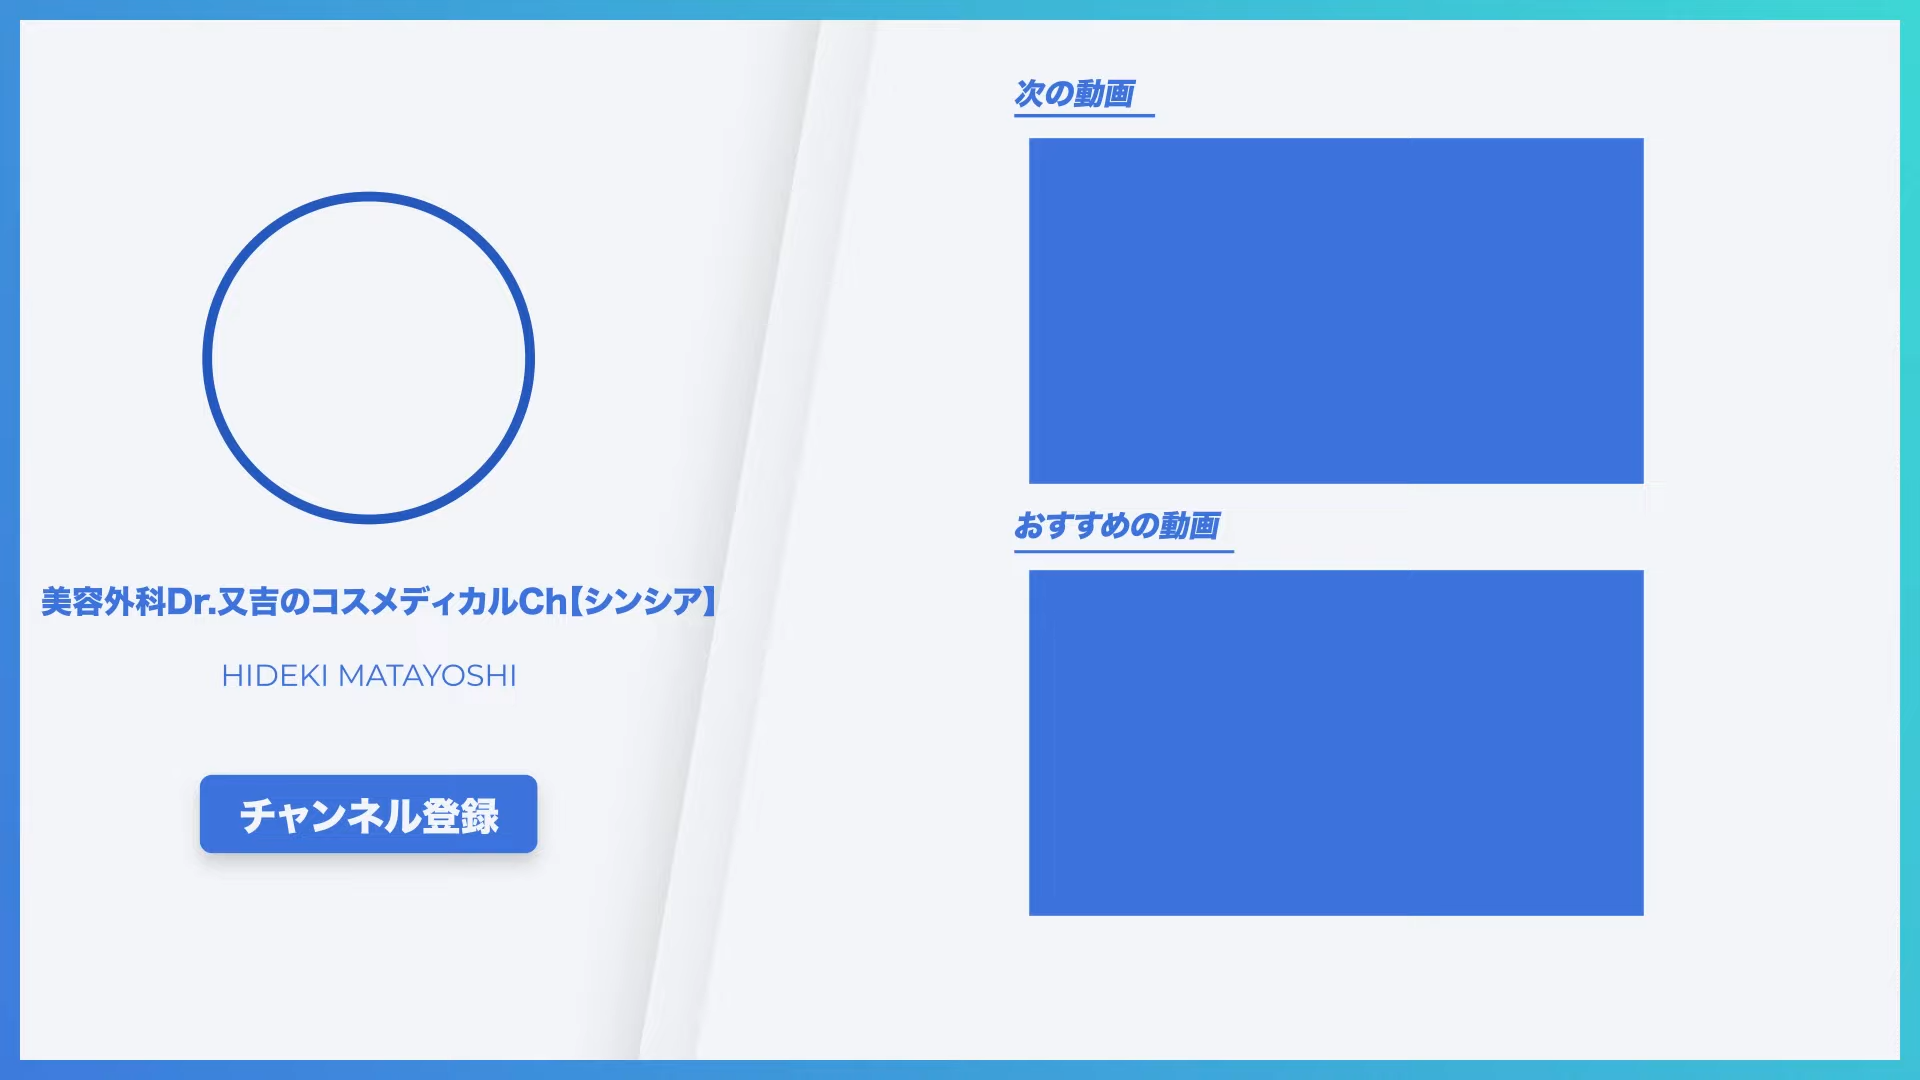 美容外科Dr.又吉のコスメディカルCh【シンシア】
HIDEKI MATAYOSHI
チャンネル登録
次の動画
おすすめの動画